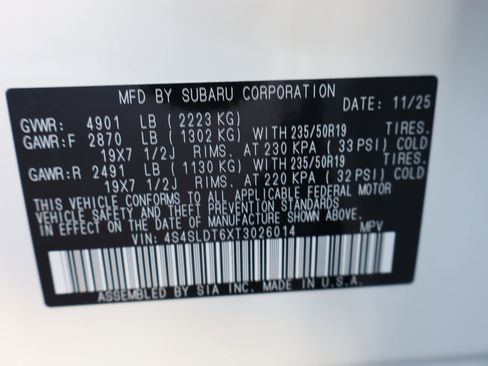 MFD BY SUBARU CORPORATION
DATE: 11/25
GVWR: 4901 LB (2223 KG)
GAWR:F 2870 LB (1302 KG) WITH 235/50R19 TIRES.
19X7 1/2J RIMS. AT 230 KPA (33 PSI) COLD
GAWR:R 2491 LB (1130 KG) WITH 235/50R19 TIRES.
19X7 1/2J RIMS. AT 220 KPA (32 PSI) COLD
THIS VEHICLE CONFORMS TO ALL APPLICABLE FEDERAL MOTOR
VEHICLE SAFETY AND THEFT PREVENTION STANDARDS
IN EFFECT ON THE DATE OF MANUFACTURE SHOWN ABOVE.
VIN: 4S4SLDT6XT3026014 MPV
ASSEMBLED BY SIA INC. MADE IN U.S.A.